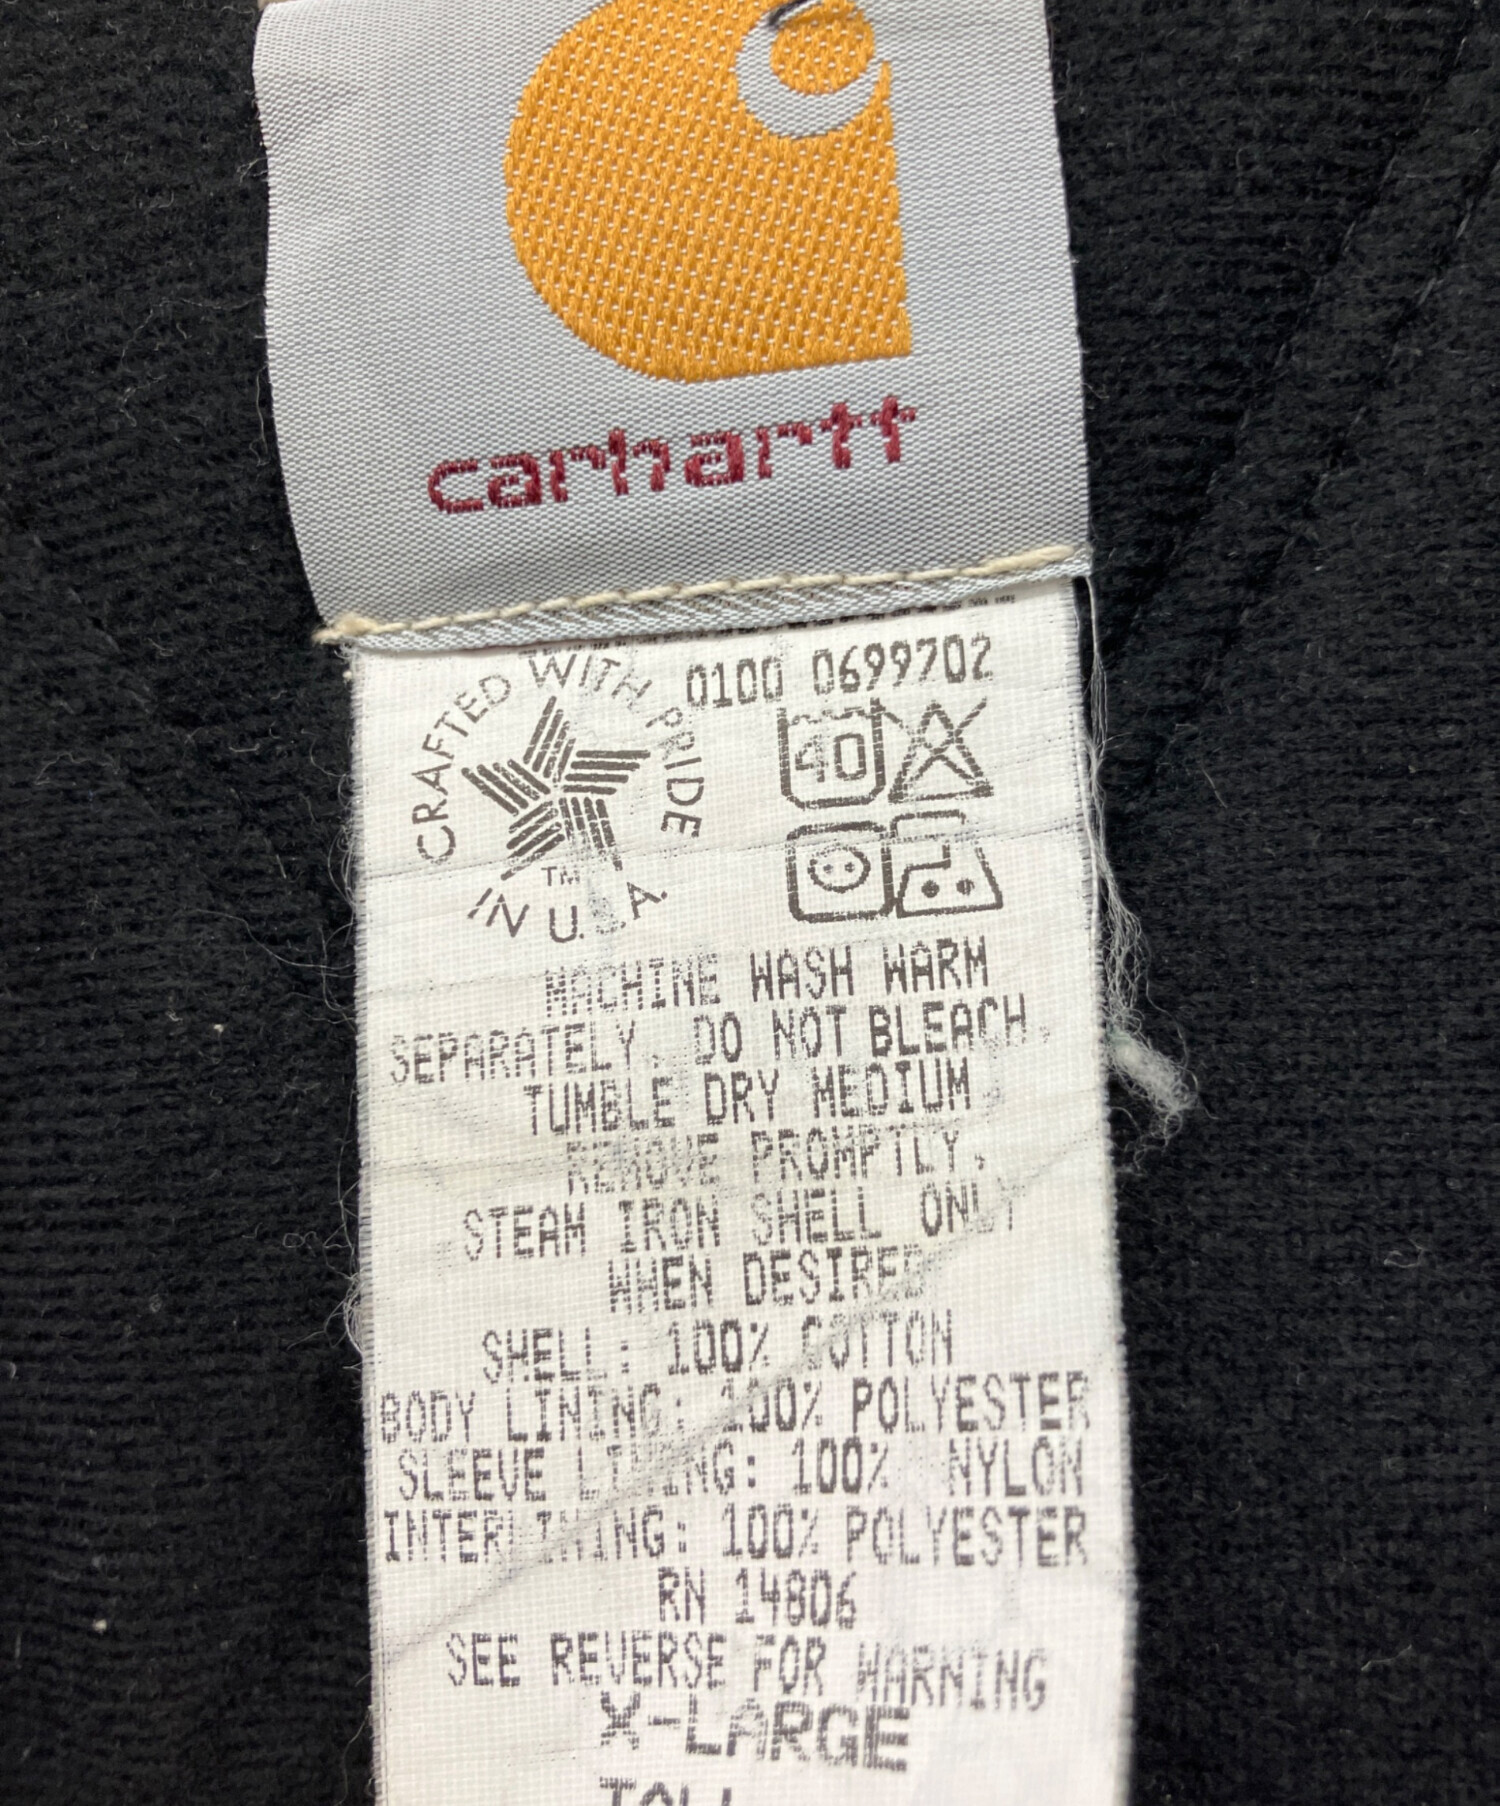 carhartt
0100 0699702
CRAFTED WITH PRIDE
IN U.S.A.
TM
40
MACHINE WASH WARM
SEPARATELY. DO NOT BLEACH.
TUMBLE DRY MEDIUM.
REMOVE PROMPTLY.
STEAM IRON SHELL ONLY
WHEN DESIRED
SHELL: 100% COTTON
BODY LINING: 100% POLYESTER
SLEEVE LINING: 100% NYLON
INTERLINING: 100% POLYESTER
RN 14806
SEE REVERSE FOR WARNING
X-LARGE